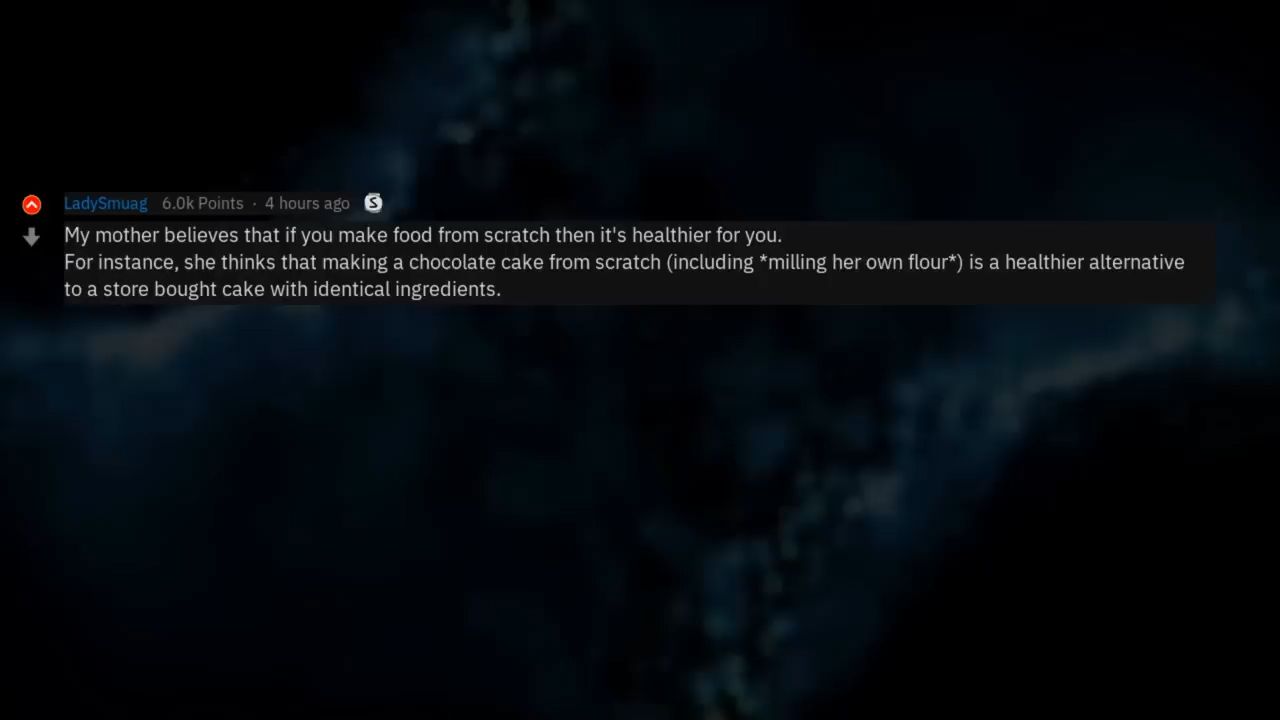 LadySmuag 6.0k Points · 4 hours ago S
My mother believes that if you make food from scratch then it's healthier for you.
For instance, she thinks that making a chocolate cake from scratch (including *milling her own flour*) is a healthier alternative
to a store bought cake with identical ingredients.